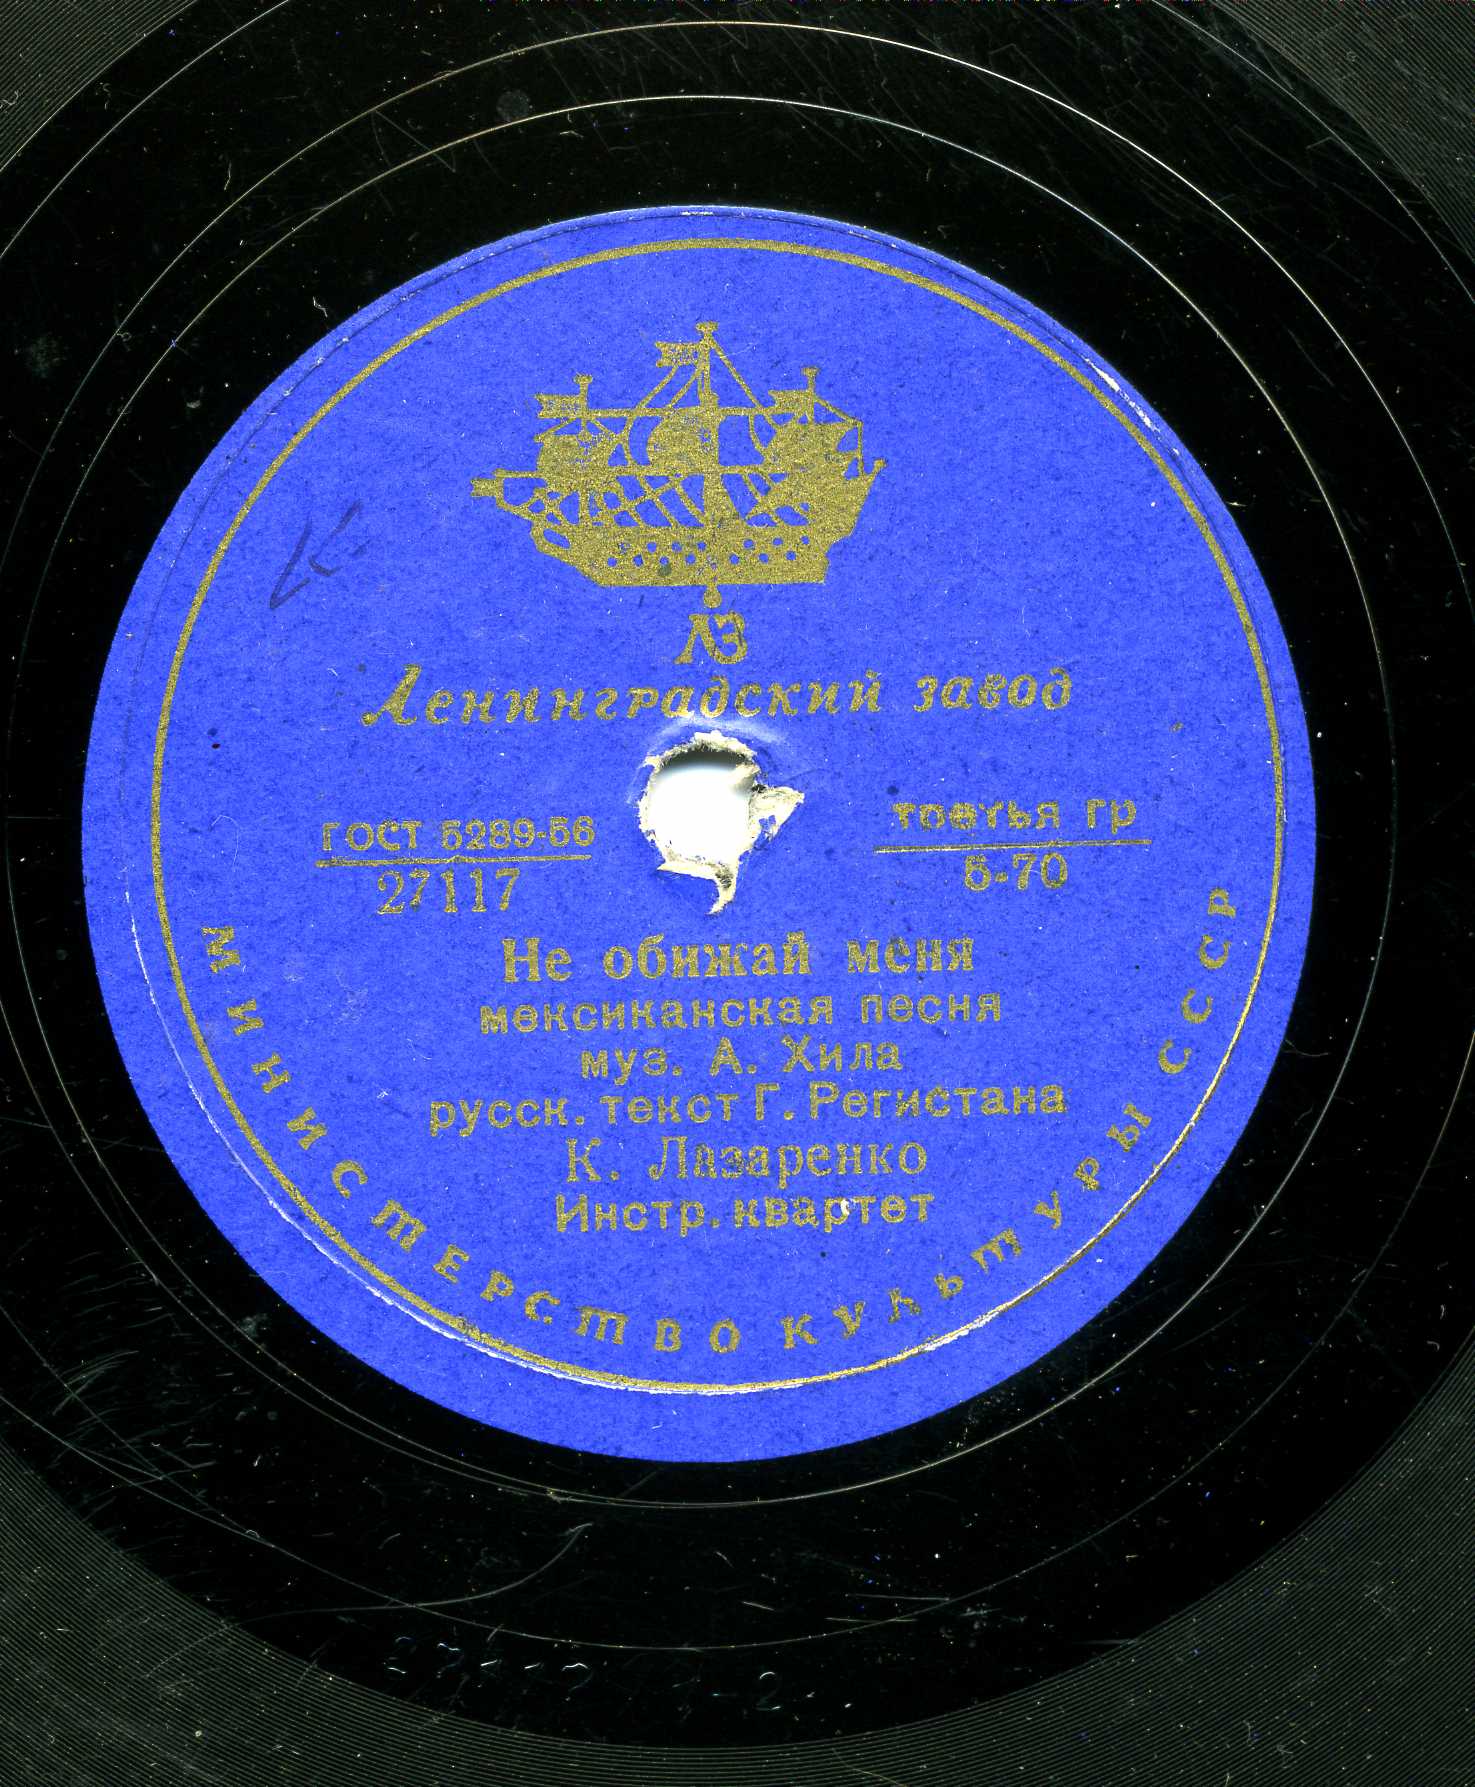 К.
ЛЗ
Ленинградский завод
ГОСТ 5289-56
27117
третья гр
5-70
Не обижай меня
мексиканская песня
муз. А. Хила
русск. текст Г. Регистана
К. Лазаренко
Инстр. квартет
МИНИСТЕРСТВО КУЛЬТУРЫ СССР